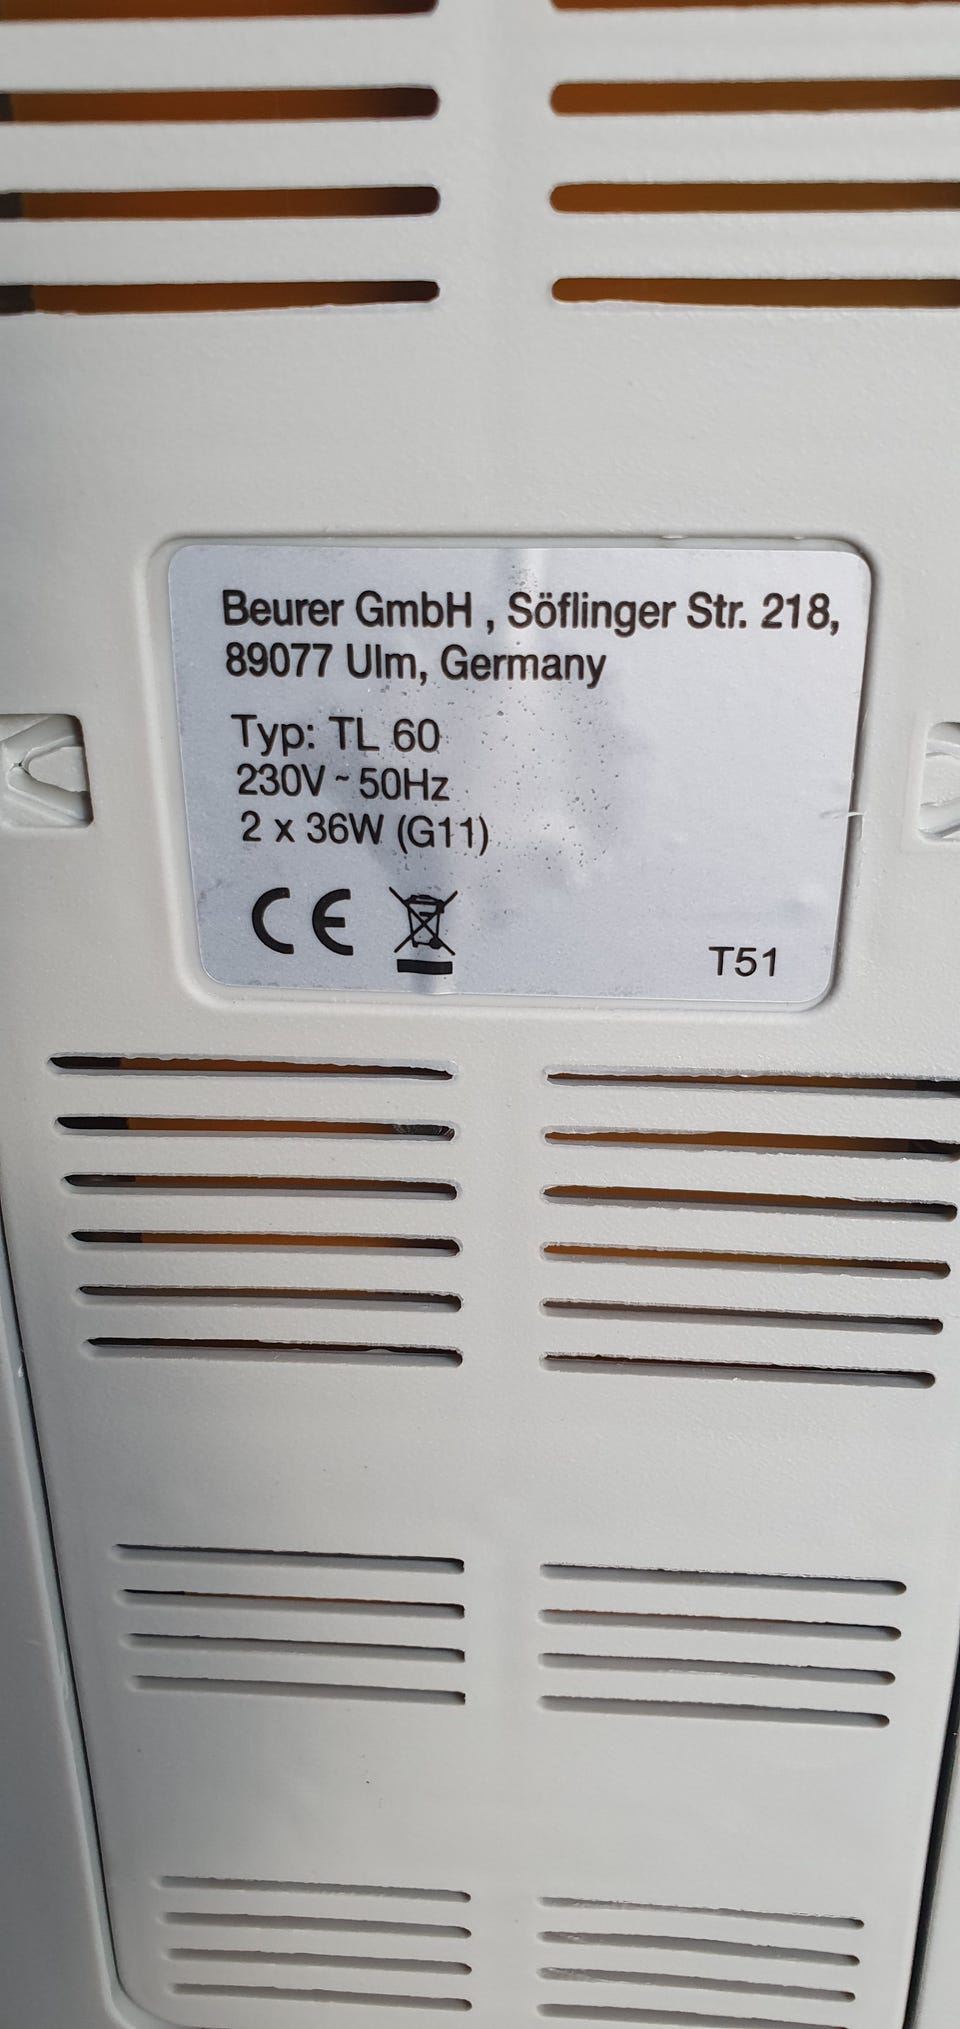 Beurer GmbH , Söflinger Str. 218,
89077 Ulm, Germany
Typ: TL 60
230V ~ 50Hz
2 x 36W (G11)
CE
T51